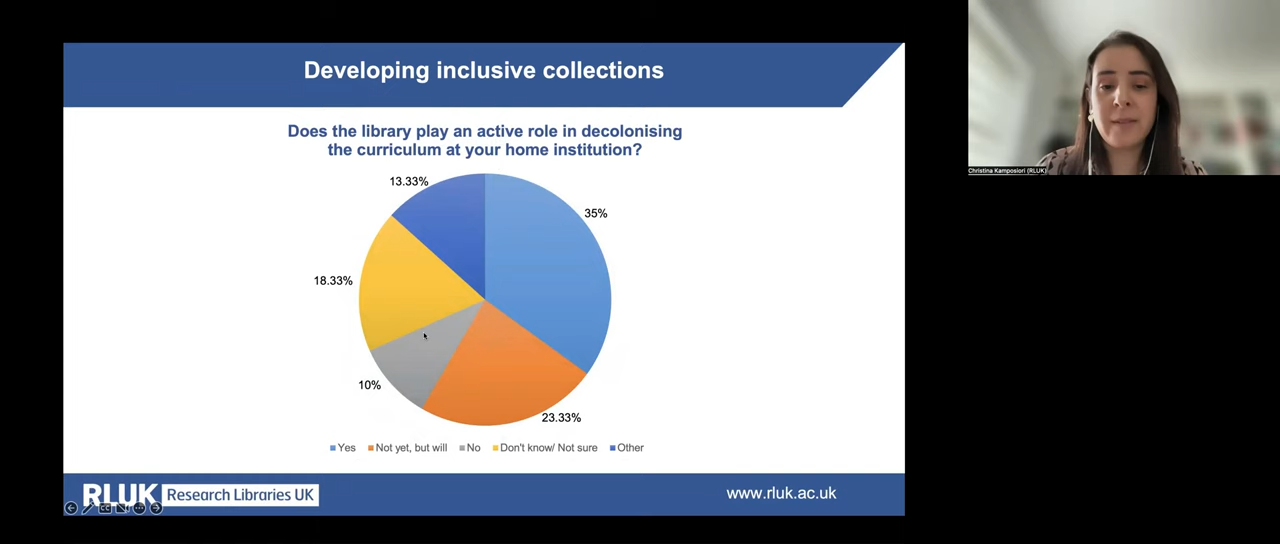 Developing inclusive collections
Does the library play an active role in decolonising
the curriculum at your home institution?
13.33%
35%
18.33%
10%
23.33%
Yes Not yet, but will No Don't know/ Not sure Other
RLUK Research Libraries UK
www.rluk.ac.uk
CC
Christina Kamposiori (RLUK)